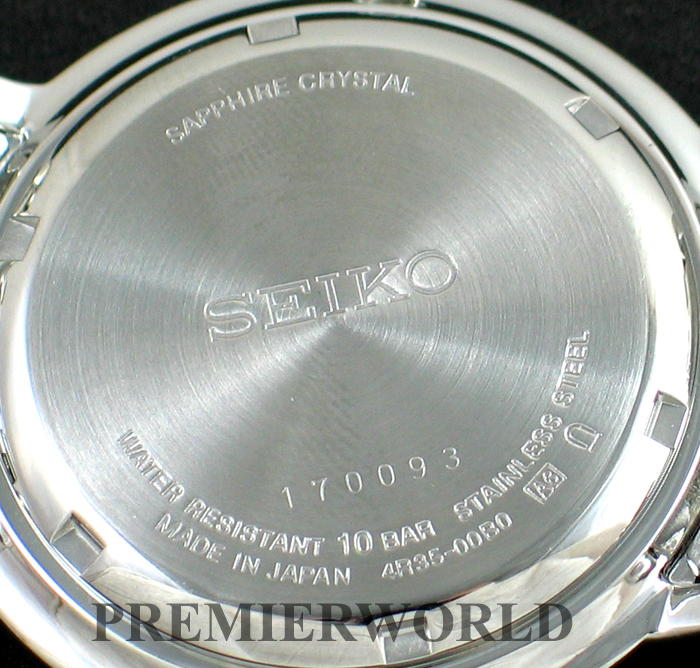 SAPPHIRE CRYSTAL
SEIKO
170093
WATER RESISTANT 10 BAR STAINLESS STEEL
MADE IN JAPAN 4R35-00B0
PREMIERWORLD